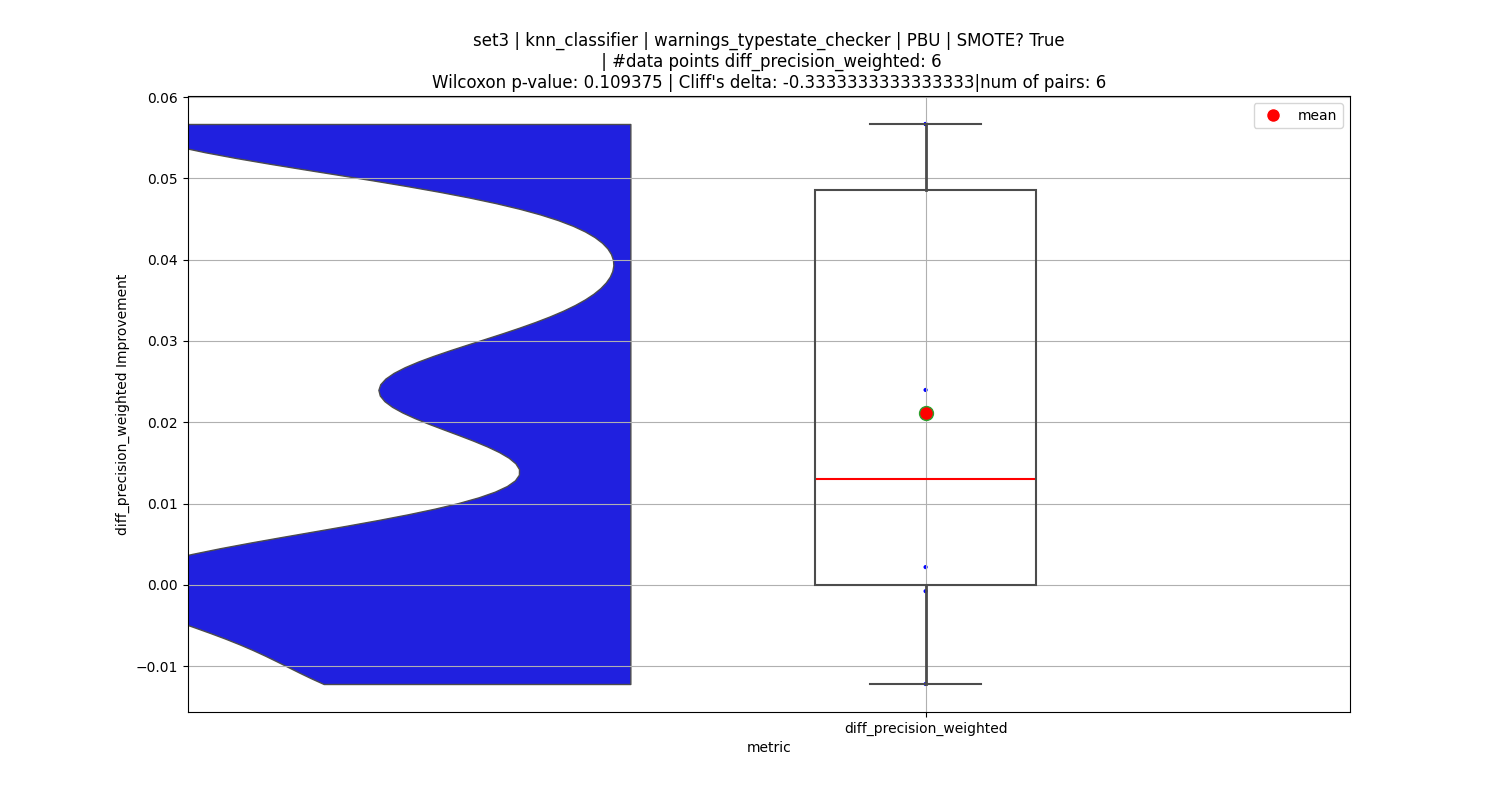 set3 | knn_classifier | warnings_typestate_checker | PBU | SMOTE? True
| #data points diff_precision_weighted: 6
Wilcoxon p-value: 0.109375 | Cliff's delta: -0.3333333333333333|num of pairs: 6
mean
0.06
0.05
0.04
0.03
0.02
0.01
0.00
−0.01
diff_precision_weighted Improvement
diff_precision_weighted
metric